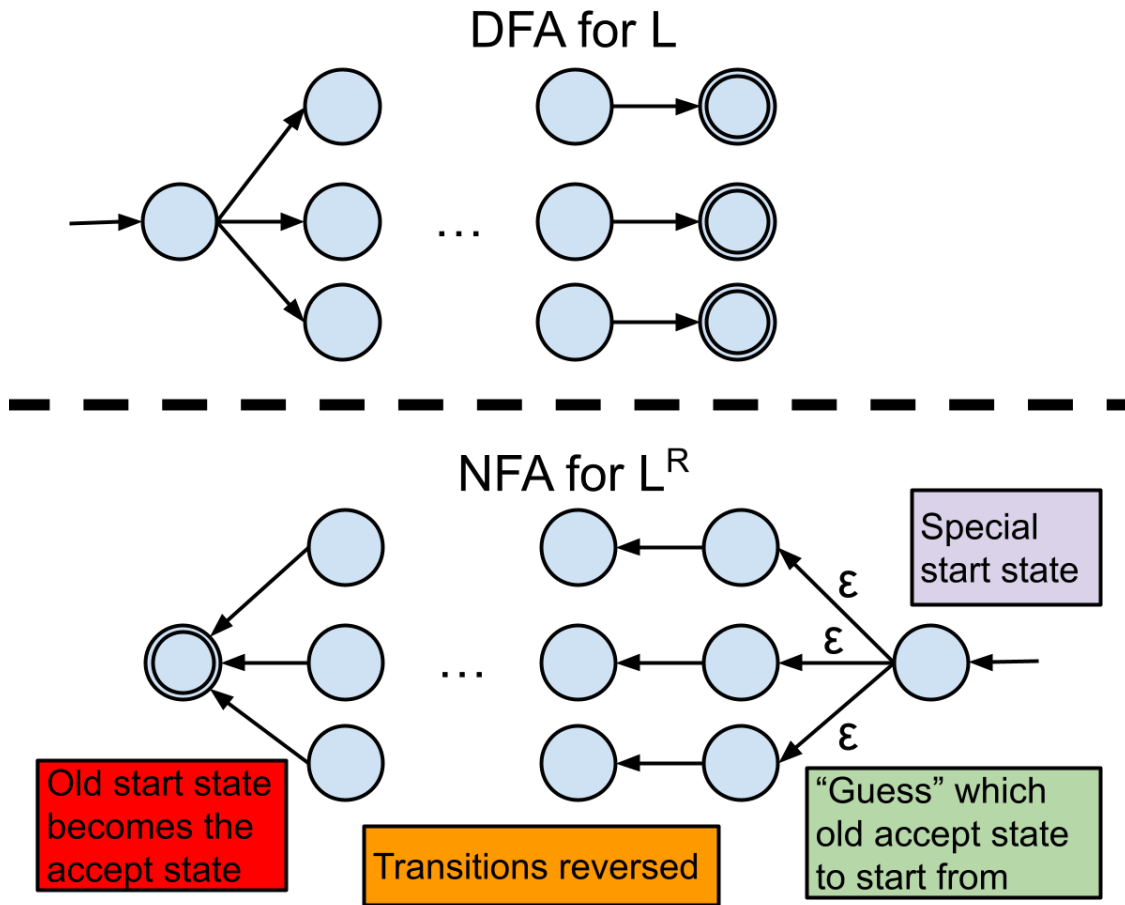 DFA for L
...
NFA for L^R
Special
start state
ε
ε
...
ε
Old start state
becomes the
accept state
Transitions reversed
“Guess” which
old accept state
to start from